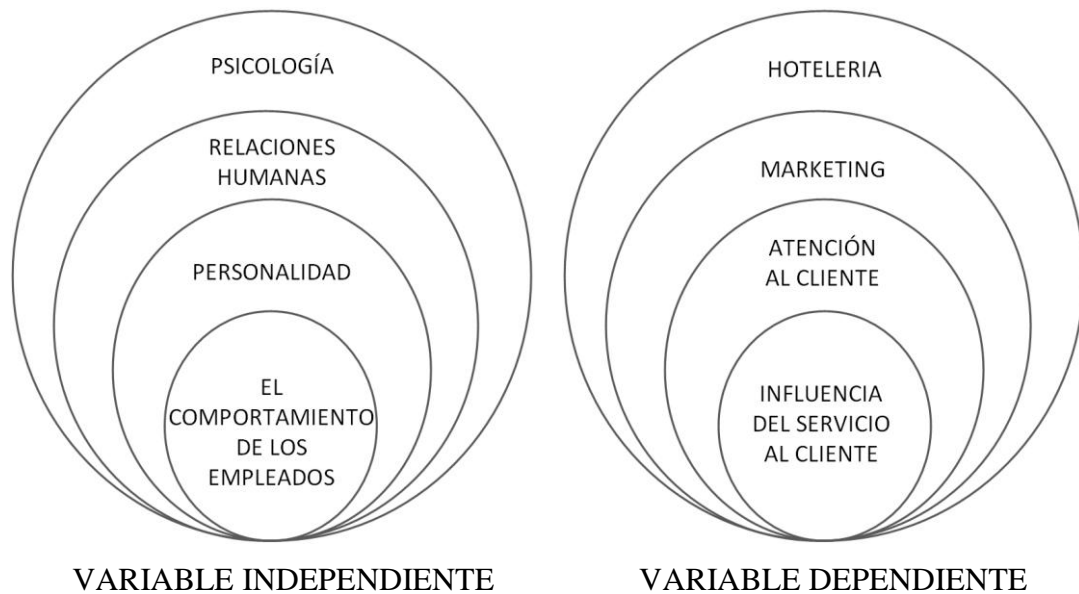 PSICOLOGÍA
RELACIONES
HUMANAS
PERSONALIDAD
EL
COMPORTAMIENTO
DE LOS
EMPLEADOS
VARIABLE INDEPENDIENTE
HOTELERIA
MARKETING
ATENCIÓN
AL CLIENTE
INFLUENCIA
DEL SERVICIO
AL CLIENTE
VARIABLE DEPENDIENTE